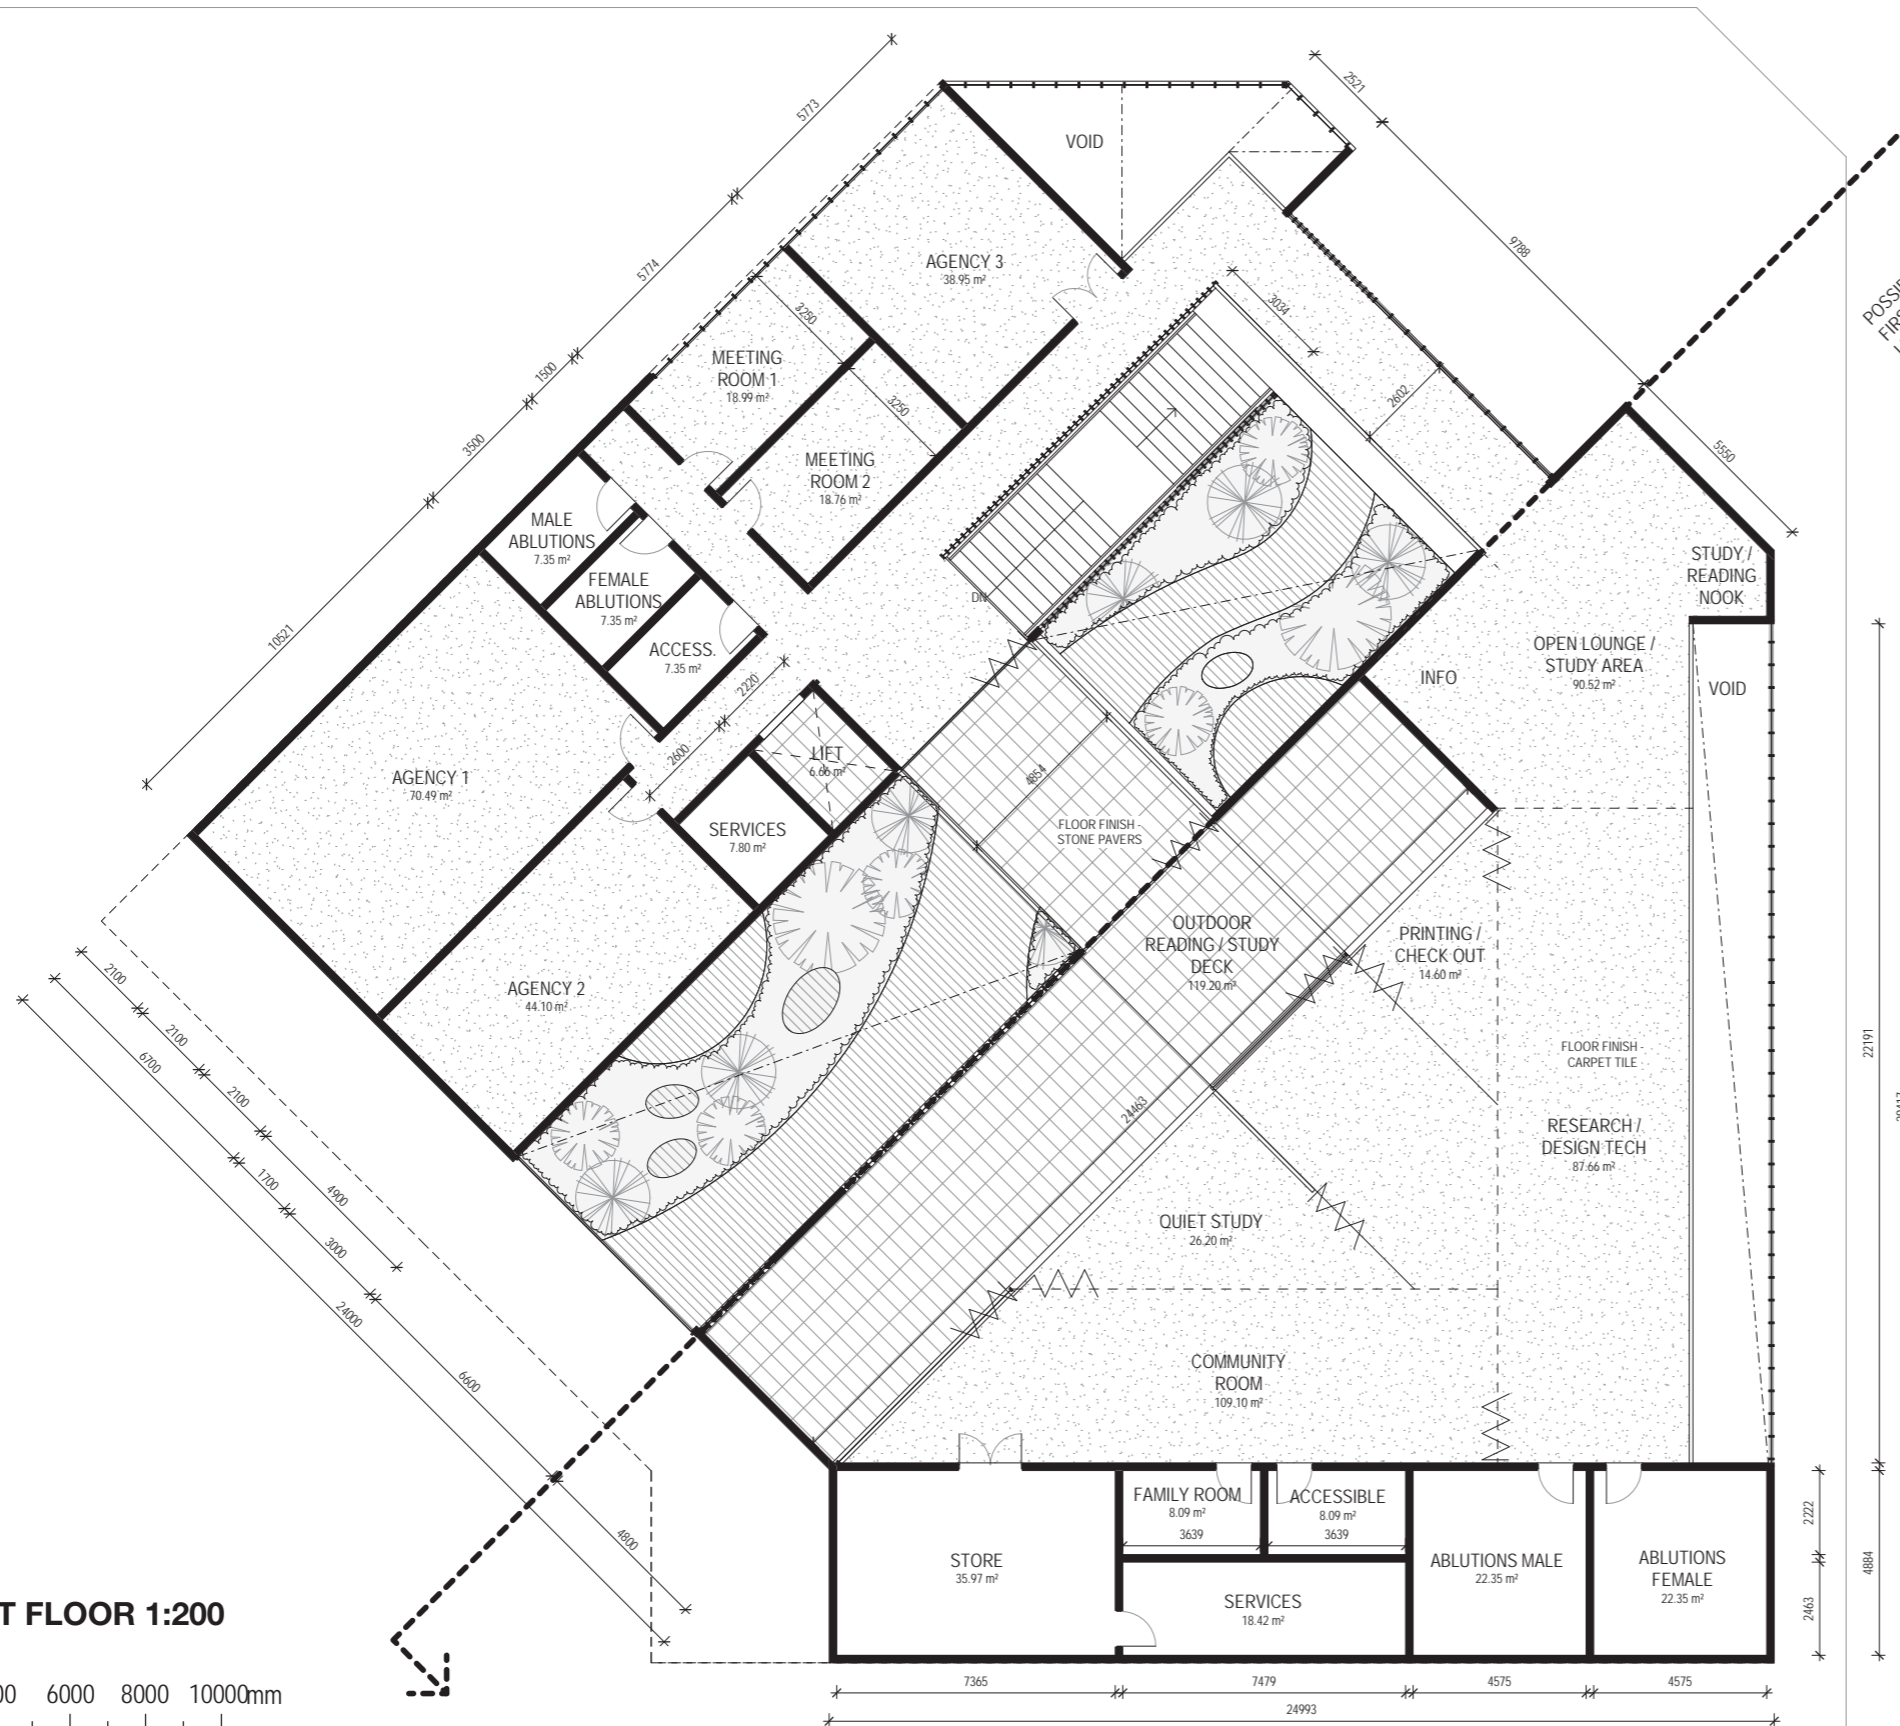 5773
2521
VOID
9788
AGENCY 3
38.95 m²
5774
3034
3250
MEETING
ROOM 1
18.99 m²
1500
3250
2602
3500
MEETING
ROOM 2
18.76 m²
5550
MALE
ABLUTIONS
7.35 m²
FEMALE
ABLUTIONS
7.35 m²
DN
STUDY /
READING
NOOK
10521
ACCESS.
7.35 m²
2220
OPEN LOUNGE /
STUDY AREA
90.52 m²
INFO
VOID
2600
LIFT
6.66 m²
AGENCY 1
70.49 m²
4854
SERVICES
7.80 m²
FLOOR FINISH -
STONE PAVERS
OUTDOOR
READING / STUDY
DECK
119.20 m²
PRINTING /
CHECK OUT
14.60 m²
AGENCY 2
44.10 m²
2100
2100
6700
2100
1700
4900
3000
24000
6600
4800
24463
FLOOR FINISH -
CARPET TILE
22191
RESEARCH /
DESIGN TECH
87.66 m²
QUIET STUDY
26.20 m²
COMMUNITY
ROOM
109.10 m²
FAMILY ROOM
8.09 m²
3639
ACCESSIBLE
8.09 m²
3639
STORE
35.97 m²
SERVICES
18.42 m²
ABLUTIONS MALE
22.35 m²
ABLUTIONS
FEMALE
22.35 m²
2222
2463
4884
T FLOOR 1:200
6000 8000 10000mm
7365 7479 4575 4575
24993